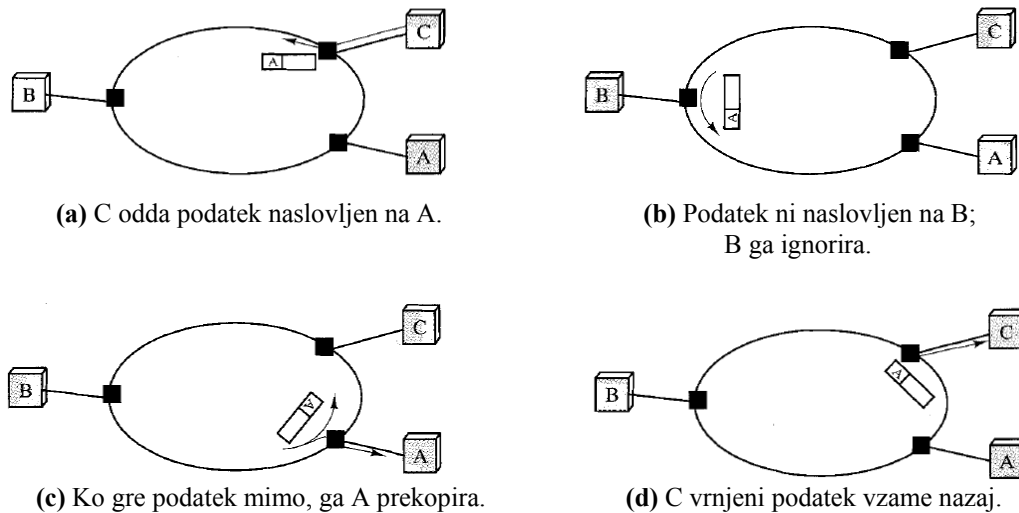 C
A
B
A
(a) C odda podatek naslovljen na A.
C
B
A
A
(b) Podatek ni naslovljen na B;
B ga ignorira.
C
B
A
A
(c) Ko gre podatek mimo, ga A prekopira.
C
A
B
A
(d) C vrnjeni podatek vzame nazaj.